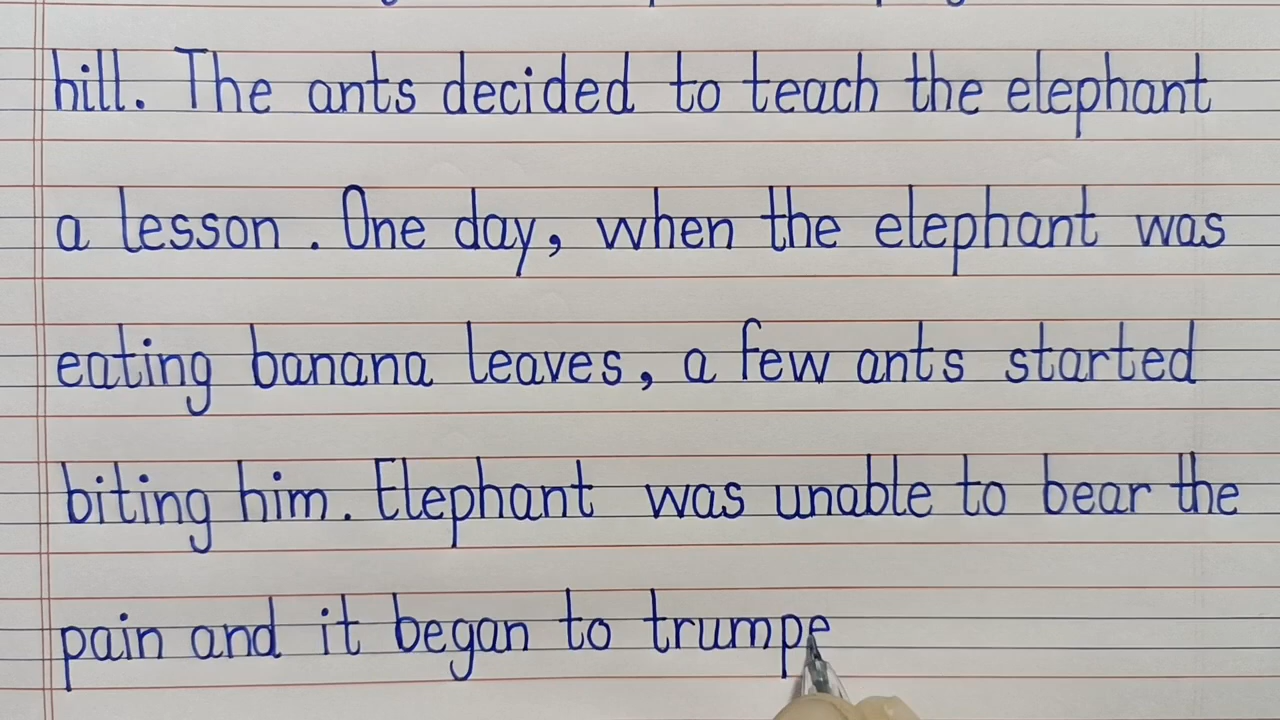 hill. The ants decided to teach the elephant
a lesson. One day, when the elephant was
eating banana leaves, a few ants started
biting him. Elephant was unable to bear the
pain and it began to trumpe